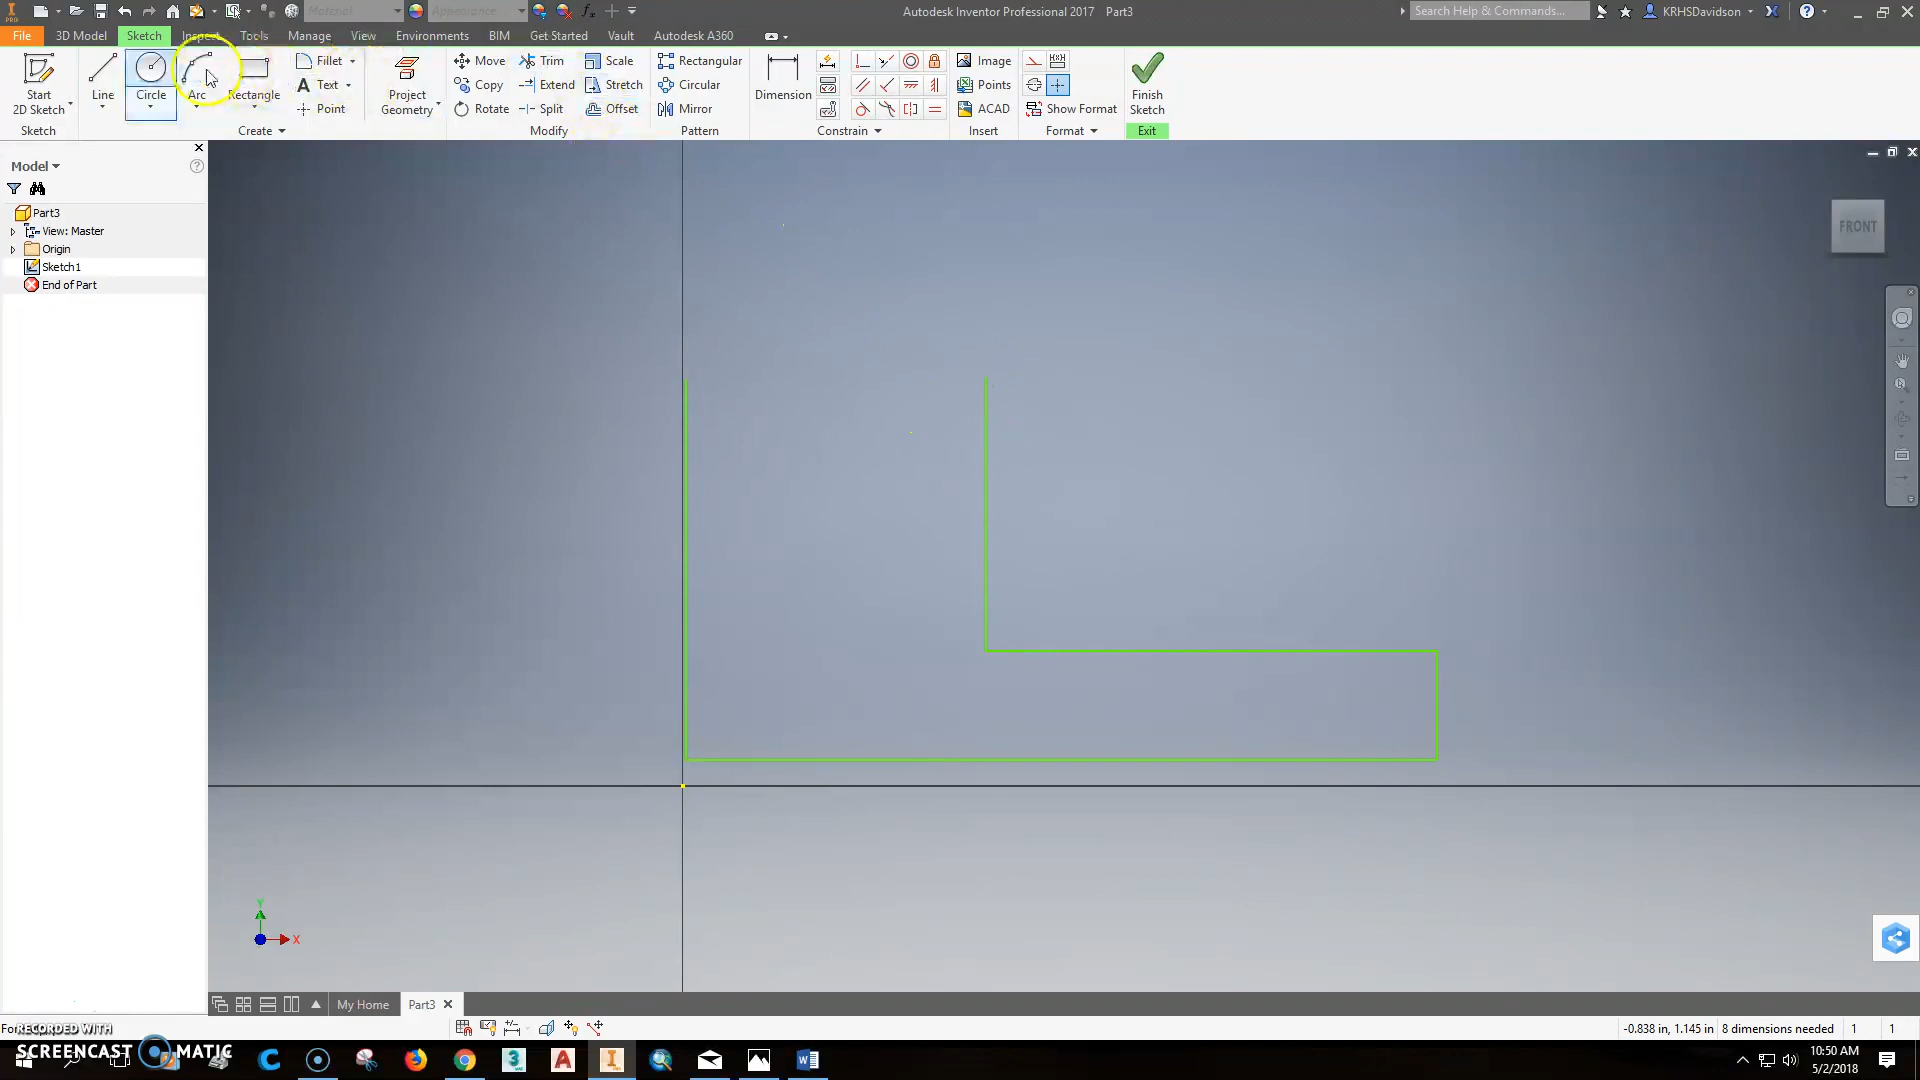 Material
Appearance
Autodesk Inventor Professional 2017 Part3
Search Help & Commands...
KRHSDavidson
File
3D Model
Sketch
Inspect
Tools
Manage
View
Environments
BIM
Get Started
Vault
Autodesk A360
Start
2D Sketch
Line
Circle
Arc
Rectangle
Fillet
Text
Point
Project
Geometry
Move
Copy
Rotate
Trim
Extend
Split
Scale
Stretch
Offset
Rectangular
Circular
Mirror
Dimension
Image
Points
ACAD
Show Format
Finish
Sketch
Sketch
Create
Modify
Pattern
Constrain
Insert
Format
Exit
Model
Part3
View: Master
Origin
Sketch1
End of Part
FRONT
Y
X
My Home
Part3
RECORDED WITH
SCREENCAST MATIC
-0.838 in, 1.145 in 8 dimensions needed 1 1
10:50 AM
5/2/2018